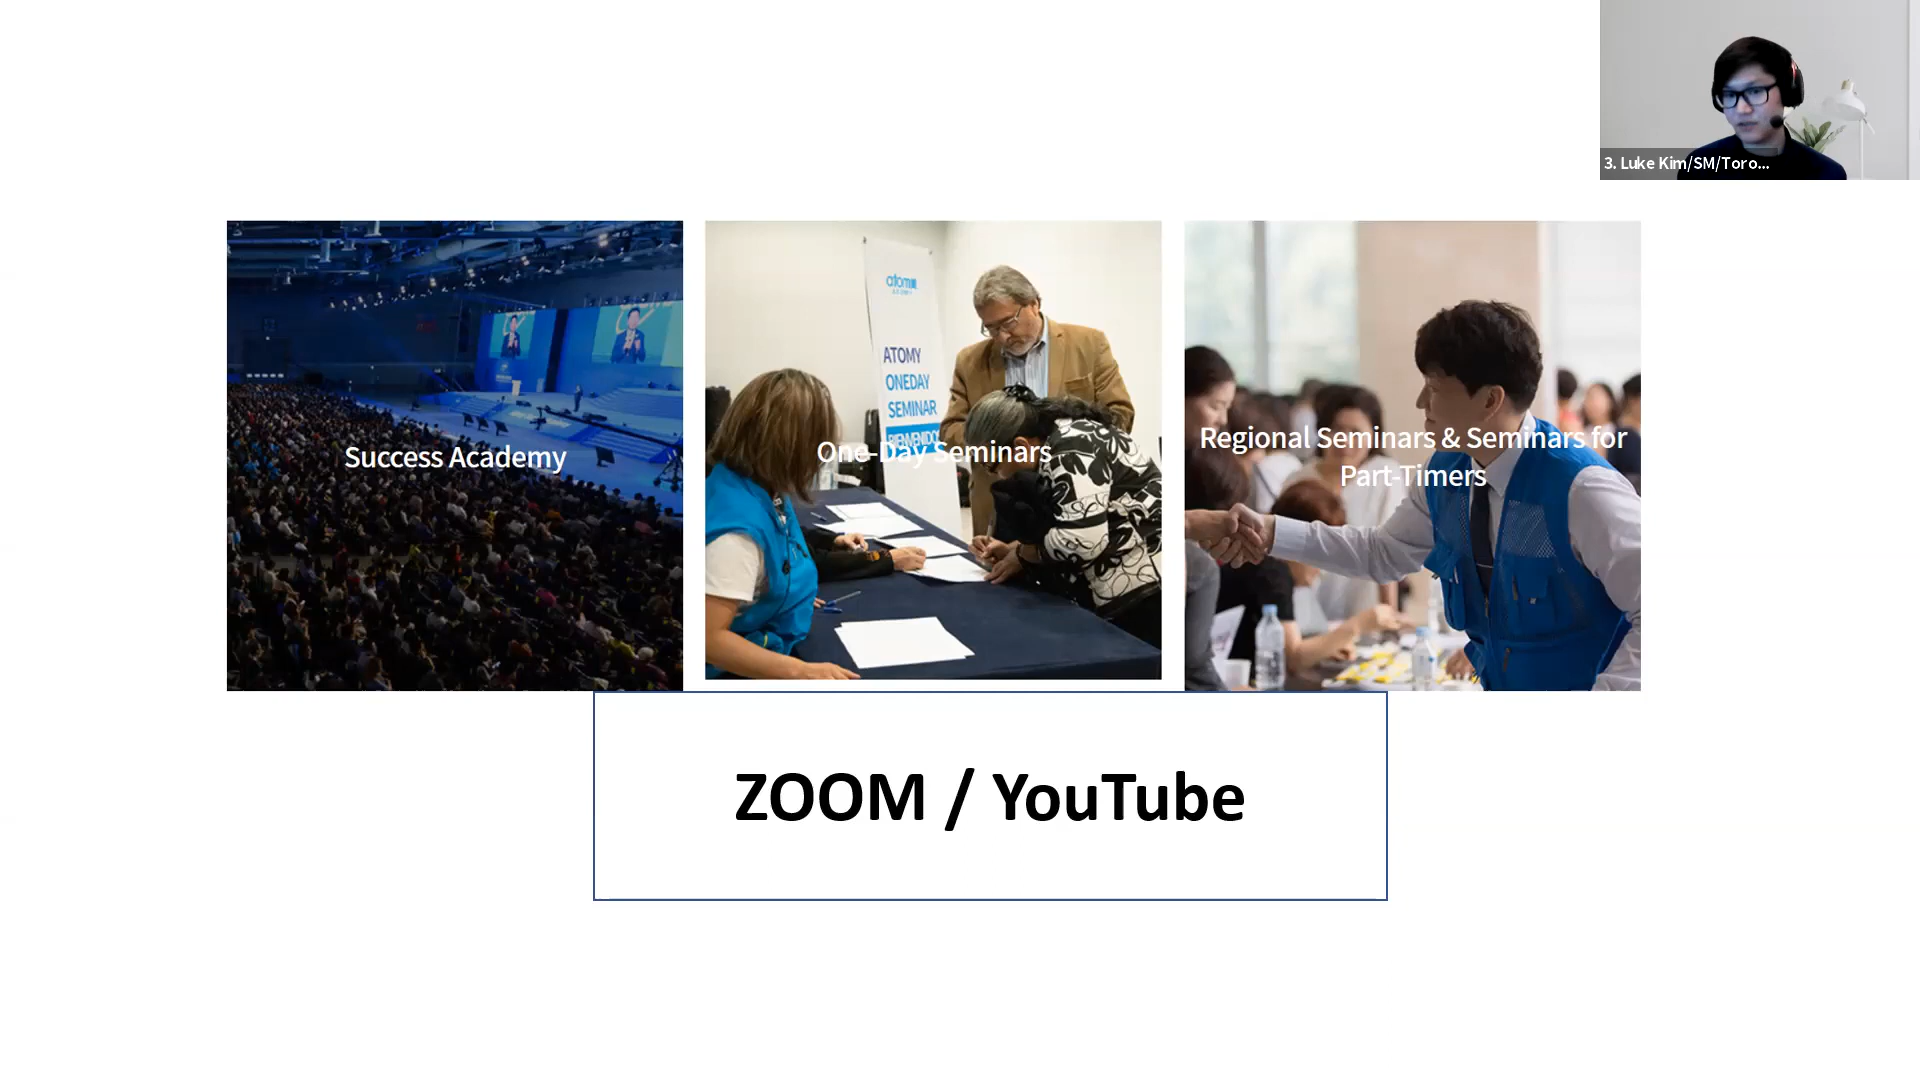 3. Luke Kim/SM/Toro...
Success Academy
atomy
ATOMY
ONEDAY
SEMINAR
BIENVENIDOS
One-Day Seminars
Regional Seminars & Seminars for
Part-Timers
ZOOM / YouTube